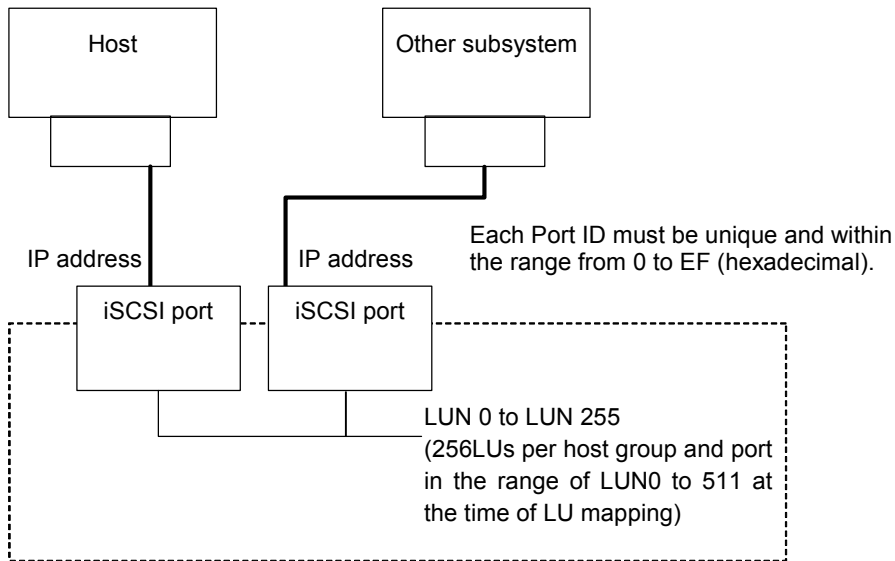 Host
Other subsystem
Each Port ID must be unique and within
the range from 0 to EF (hexadecimal).
IP address
IP address
iSCSI port
iSCSI port
LUN 0 to LUN 255
(256LUs per host group and port
in the range of LUN0 to 511 at
the time of LU mapping)